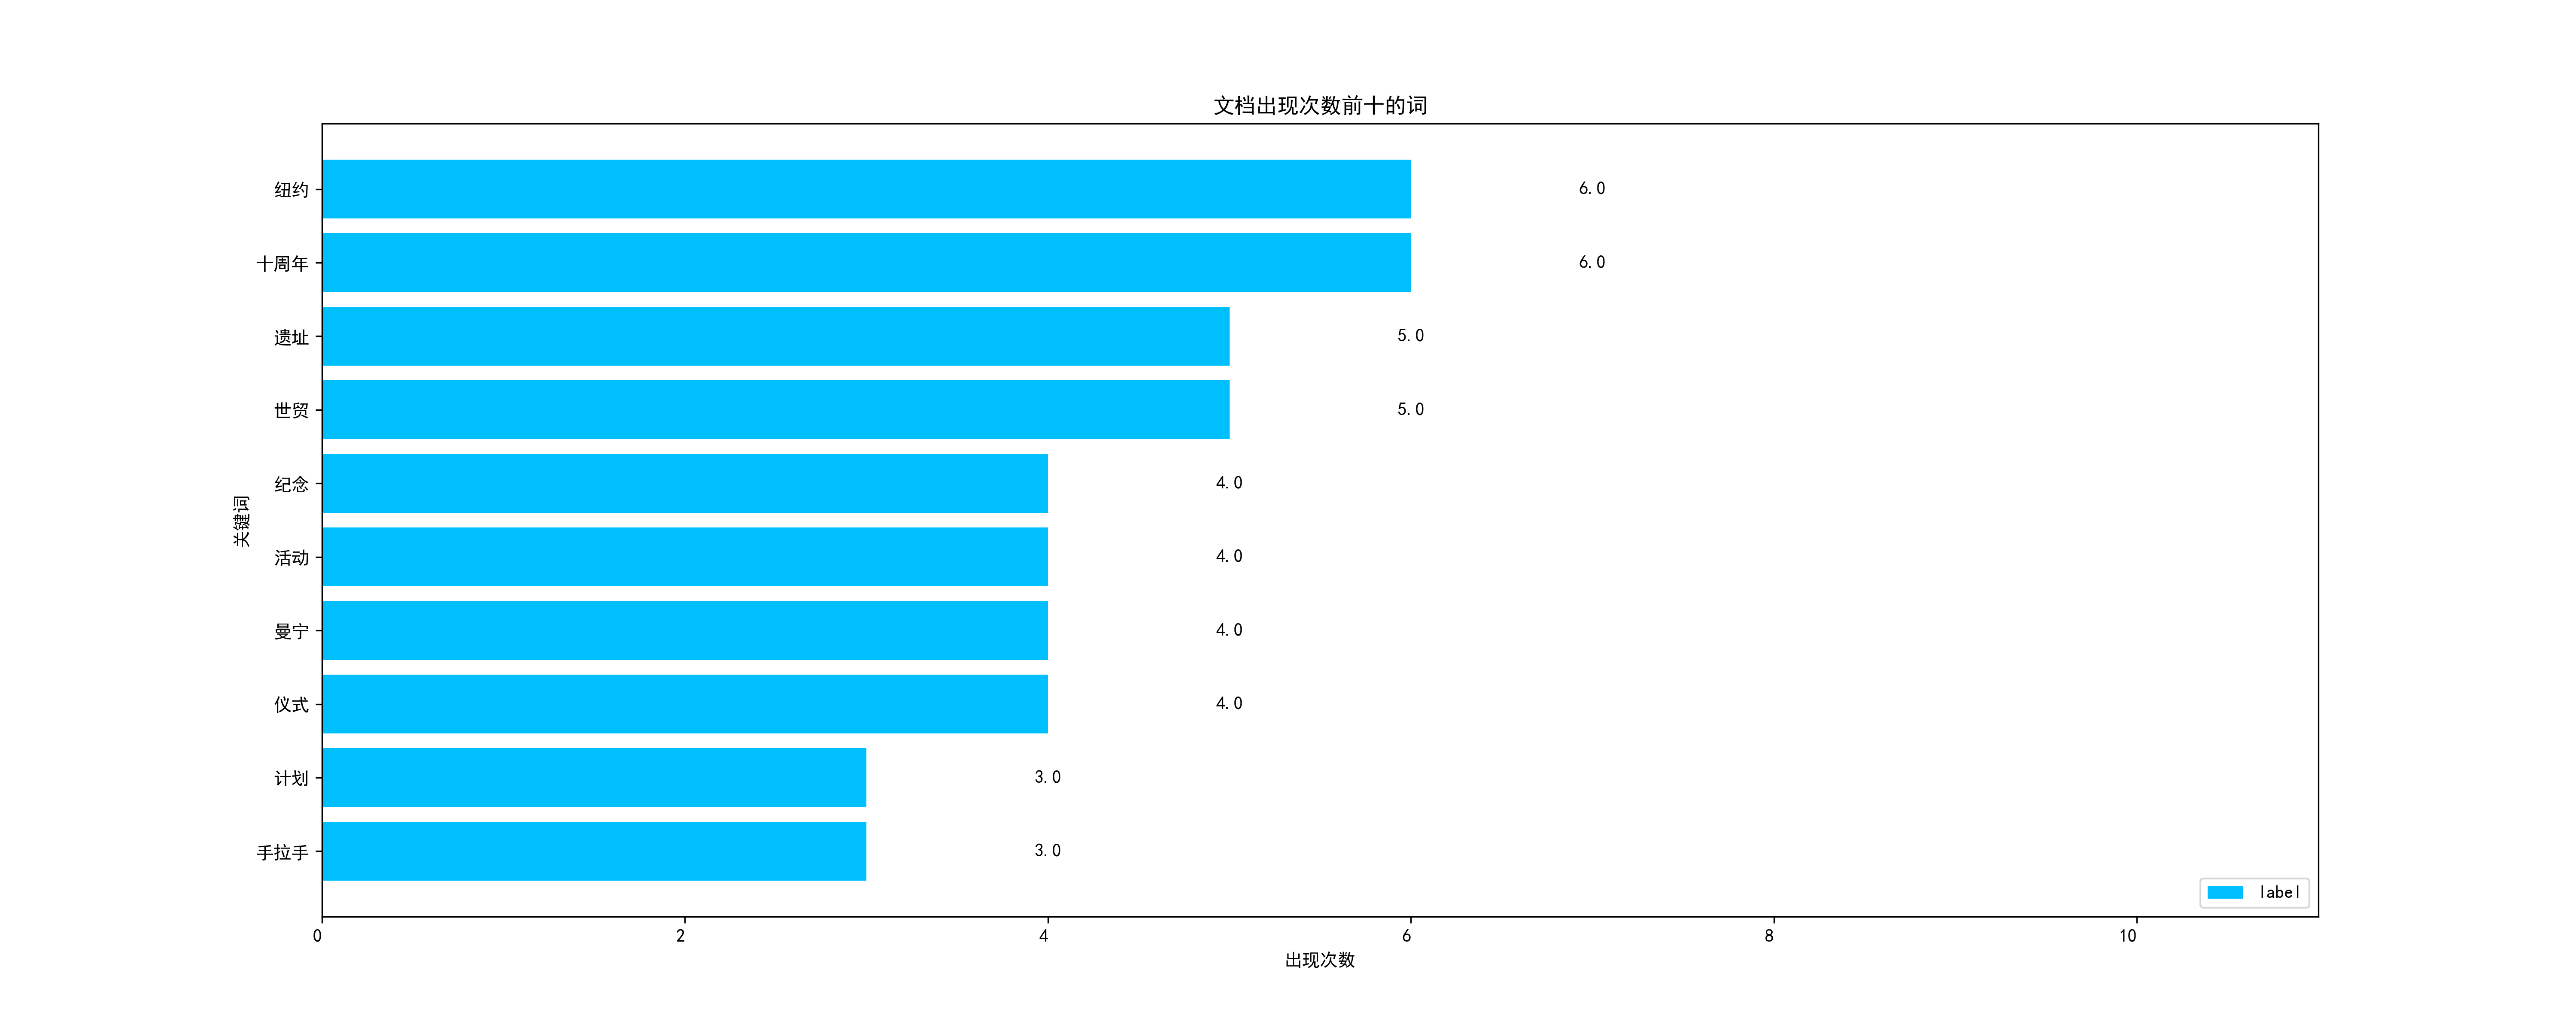 文档出现次数前十的词
纽约 6.0
十周年 6.0
遗址 5.0
世贸 5.0
纪念 4.0
活动 4.0
曼宁 4.0
仪式 4.0
计划 3.0
手拉手 3.0
关键词
label
0 2 4 6 8 10
出现次数